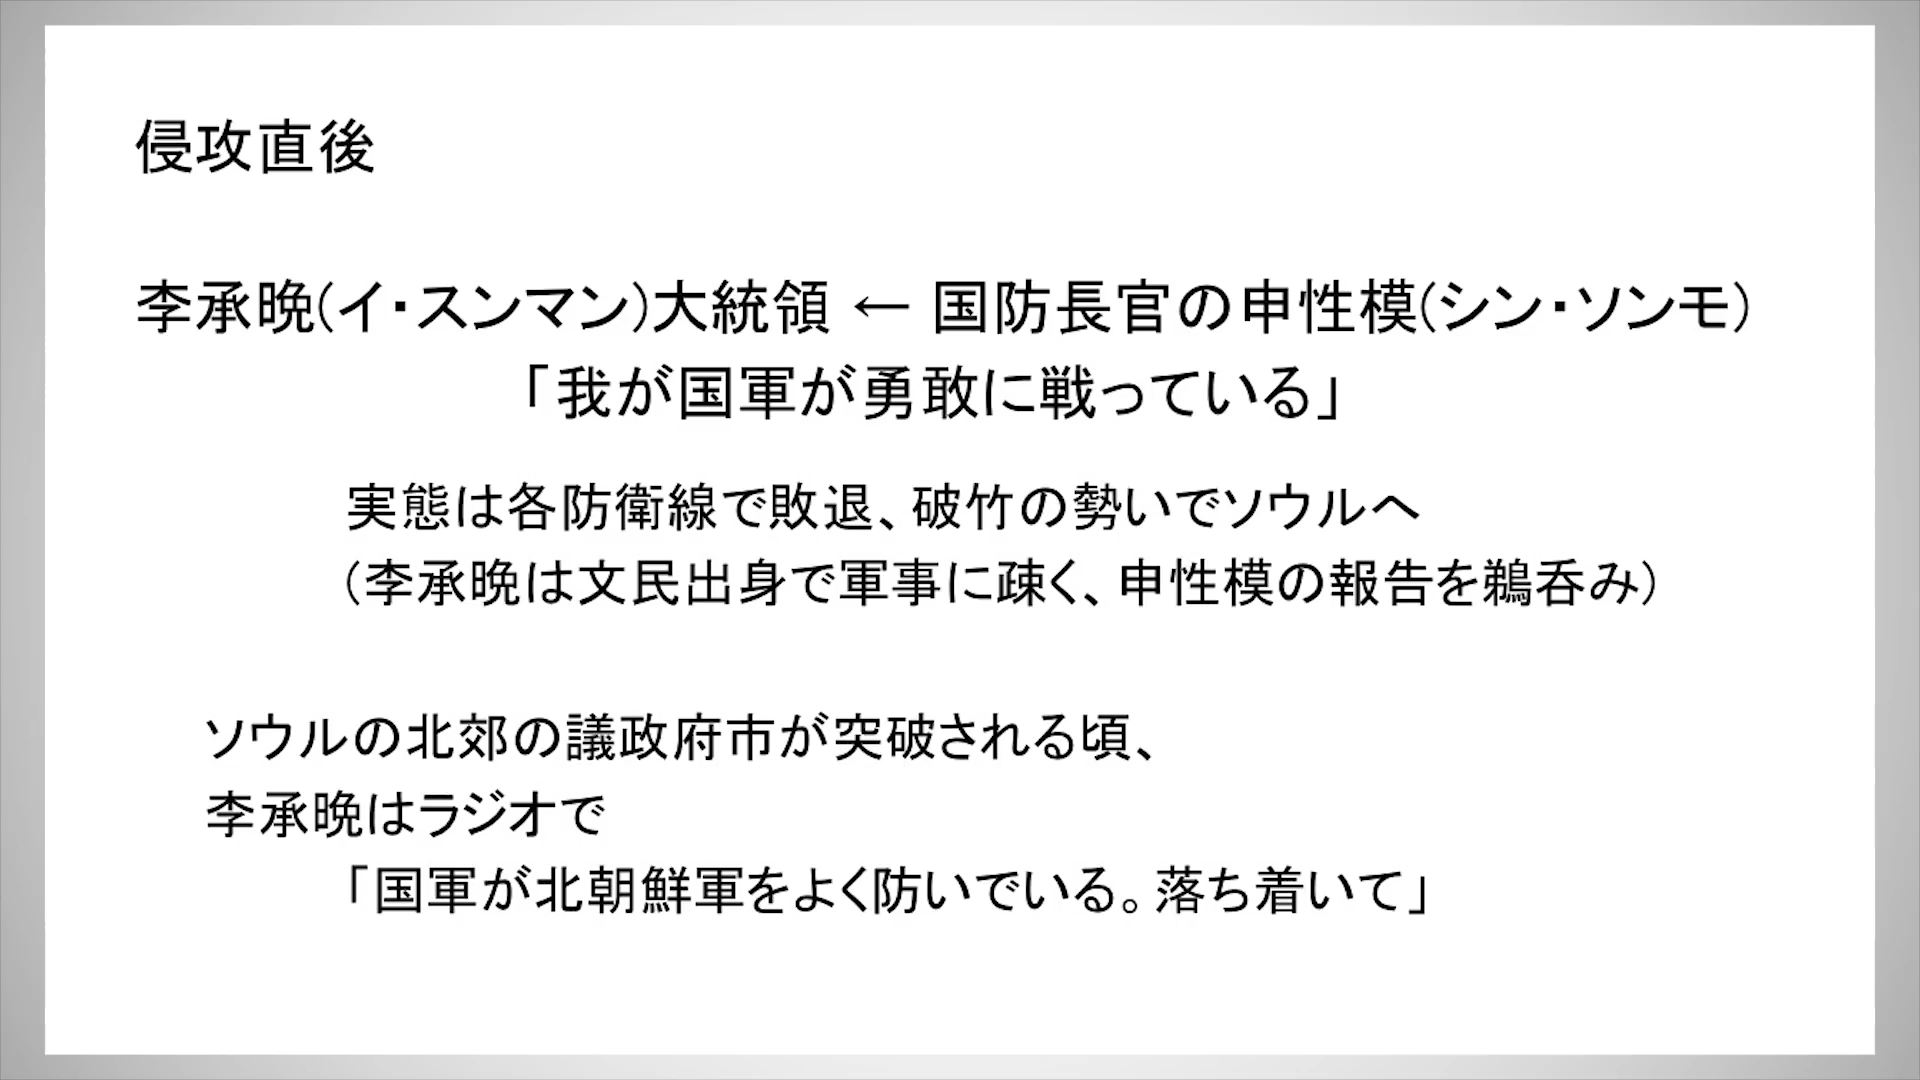 侵攻直後
李承晩(イ・スンマン)大統領 ← 国防長官の申性模(シン・ソンモ)
「我が国軍が勇敢に戦っている」
実態は各防衛線で敗退、破竹の勢いでソウルへ
(李承晩は文民出身で軍事に疎く、申性模の報告を鵜呑み)
ソウルの北郊の議政府市が突破される頃、
李承晩はラジオで
「国軍が北朝鮮軍をよく防いでいる。落ち着いて」